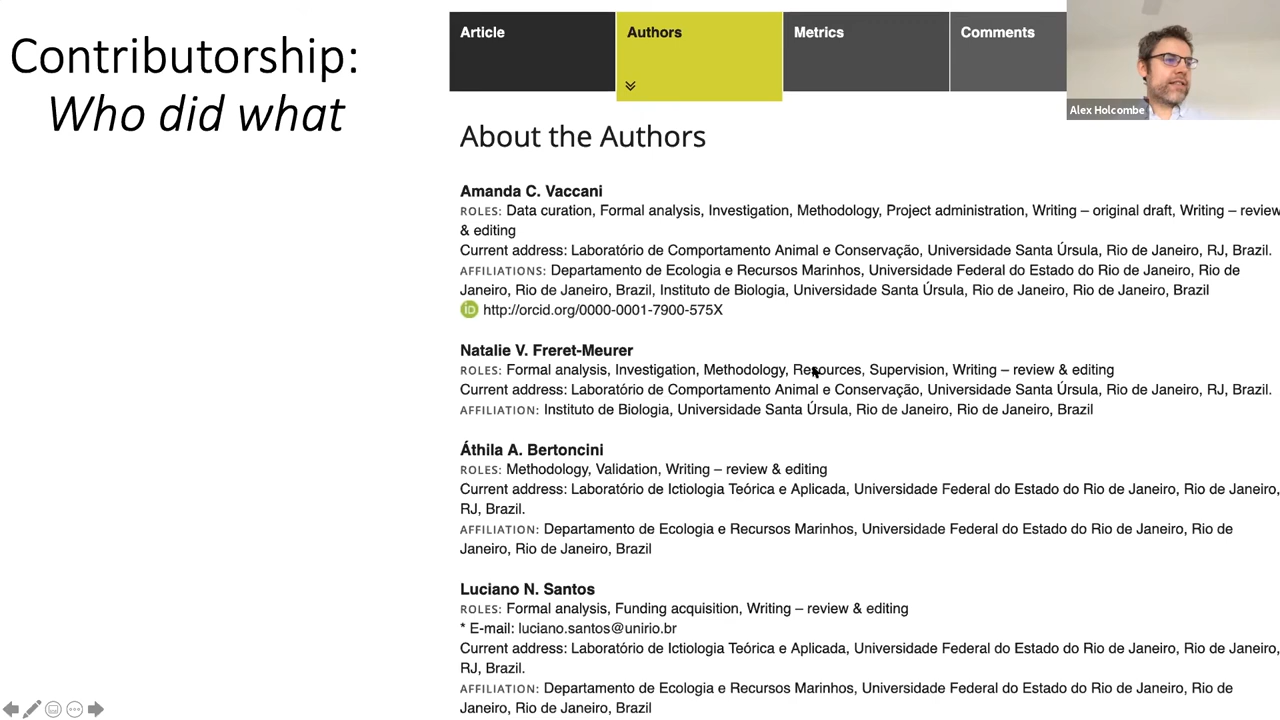 Contributorship:
Who did what
Article
Authors
Metrics
Comments
Alex Holcombe
About the Authors
Amanda C. Vaccani
ROLES: Data curation, Formal analysis, Investigation, Methodology, Project administration, Writing – original draft, Writing – review
& editing
Current address: Laboratório de Comportamento Animal e Conservação, Universidade Santa Úrsula, Rio de Janeiro, RJ, Brazil.
AFFILIATIONS: Departamento de Ecologia e Recursos Marinhos, Universidade Federal do Estado do Rio de Janeiro, Rio de
Janeiro, Rio de Janeiro, Brazil, Instituto de Biologia, Universidade Santa Úrsula, Rio de Janeiro, Rio de Janeiro, Brazil
iD http://orcid.org/0000-0001-7900-575X
Natalie V. Freret-Meurer
ROLES: Formal analysis, Investigation, Methodology, Resources, Supervision, Writing – review & editing
Current address: Laboratório de Comportamento Animal e Conservação, Universidade Santa Úrsula, Rio de Janeiro, RJ, Brazil.
AFFILIATION: Instituto de Biologia, Universidade Santa Úrsula, Rio de Janeiro, Rio de Janeiro, Brazil
Áthila A. Bertoncini
ROLES: Methodology, Validation, Writing – review & editing
Current address: Laboratório de Ictiologia Teórica e Aplicada, Universidade Federal do Estado do Rio de Janeiro, Rio de Janeiro,
RJ, Brazil.
AFFILIATION: Departamento de Ecologia e Recursos Marinhos, Universidade Federal do Estado do Rio de Janeiro, Rio de
Janeiro, Rio de Janeiro, Brazil
Luciano N. Santos
ROLES: Formal analysis, Funding acquisition, Writing – review & editing
* E-mail: luciano.santos@unirio.br
Current address: Laboratório de Ictiologia Teórica e Aplicada, Universidade Federal do Estado do Rio de Janeiro, Rio de Janeiro,
RJ, Brazil.
AFFILIATION: Departamento de Ecologia e Recursos Marinhos, Universidade Federal do Estado do Rio de Janeiro, Rio de
Janeiro, Rio de Janeiro, Brazil